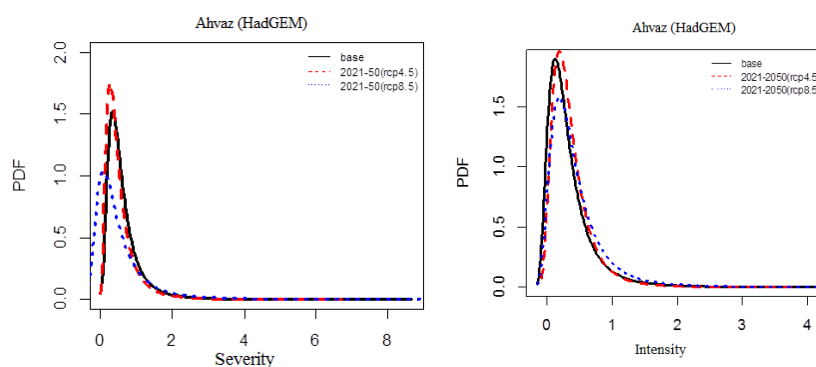 Ahvaz (HadGEM)
2.0
1.5
1.0
0.5
0.0
PDF
base
2021-50(rcp4.5)
2021-50(rcp8.5)
0 2 4 6 8
Severity
Ahvaz (HadGEM)
1.5
1.0
0.5
0.0
PDF
base
2021-2050(rcp4.5
2021-2050(rcp8.5
0 1 2 3 4
Intensity